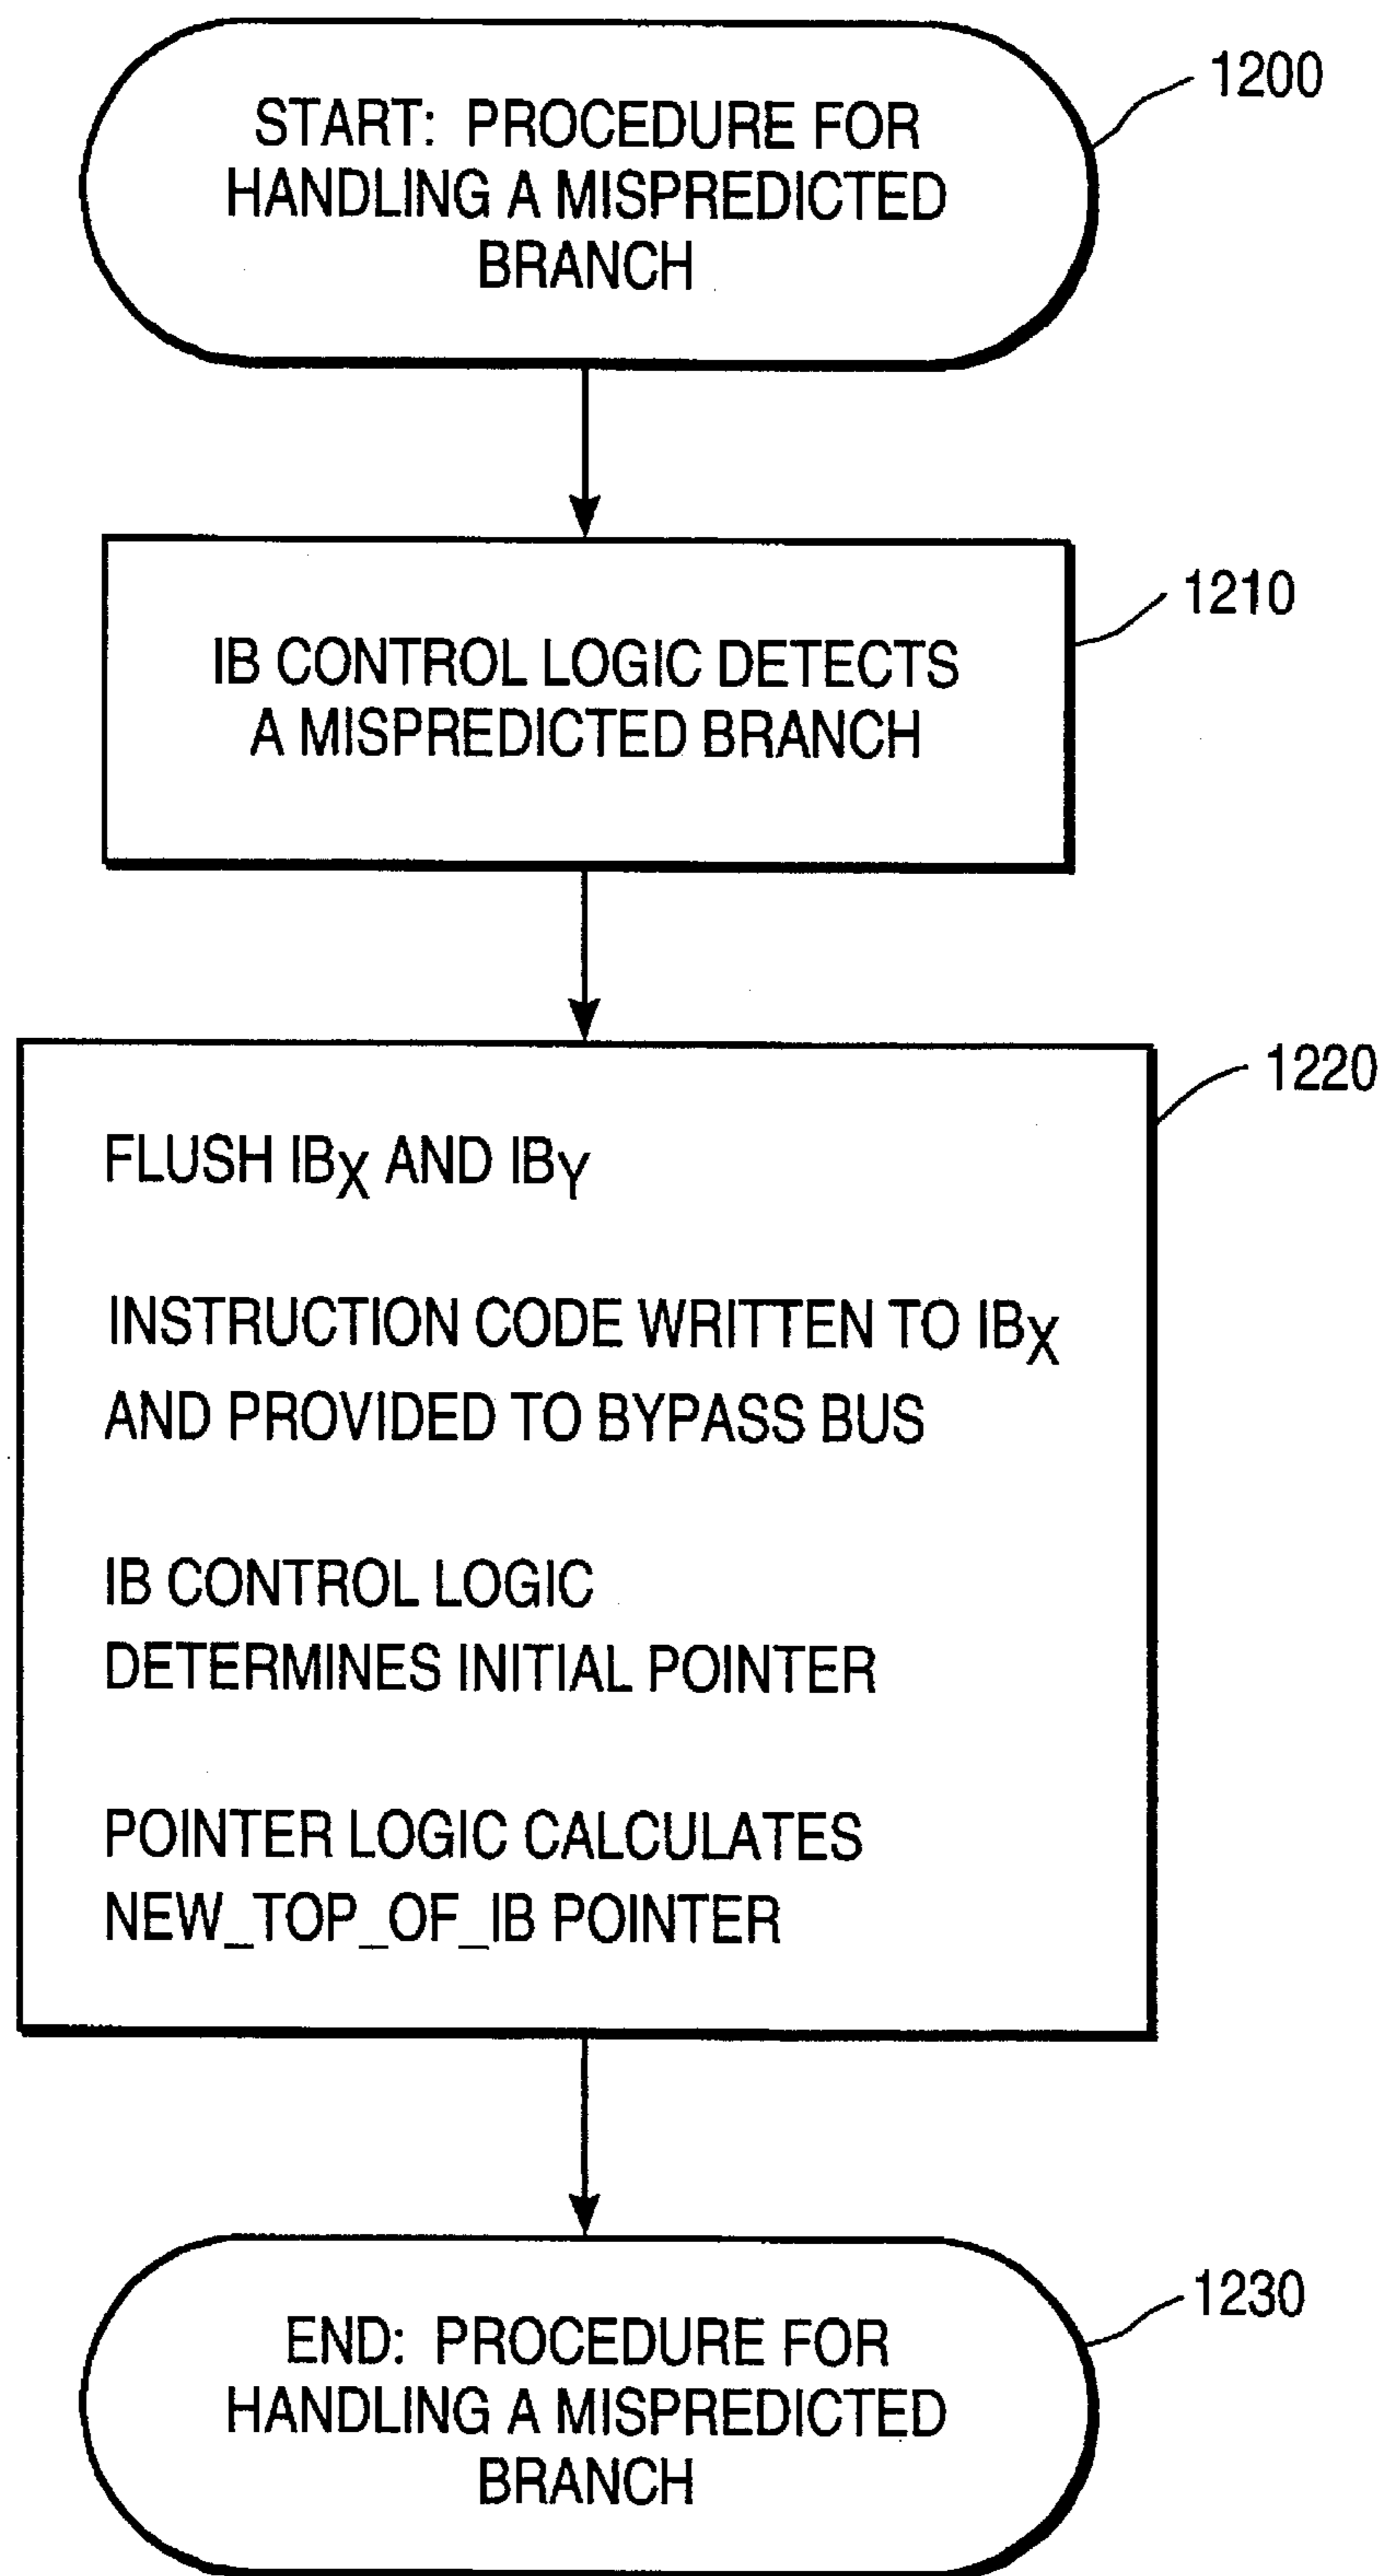 START: PROCEDURE FOR
HANDLING A MISPREDICTED
BRANCH
1200
IB CONTROL LOGIC DETECTS
A MISPREDICTED BRANCH
1210
FLUSH IBX AND IBY
INSTRUCTION CODE WRITTEN TO IBX
AND PROVIDED TO BYPASS BUS
IB CONTROL LOGIC
DETERMINES INITIAL POINTER
POINTER LOGIC CALCULATES
NEW_TOP_OF_IB POINTER
1220
END: PROCEDURE FOR
HANDLING A MISPREDICTED
BRANCH
1230